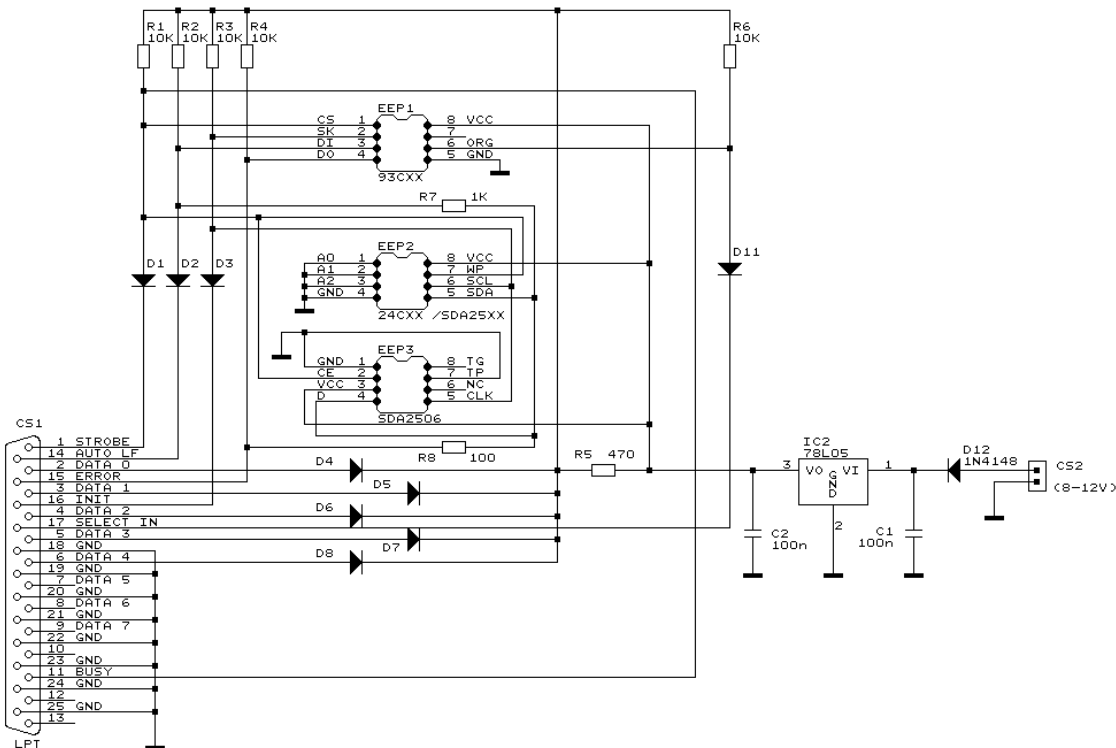 R1 10K
R2 10K
R3 10K
R4 10K
R6 10K
EEP1
CS 1 8 VCC
SK 2 7
DI 3 6 ORG
DO 4 5 GND
93CXX
R7 1K
EEP2
A0 1 8 VCC
A1 2 7 WP
A2 3 6 SCL
GND 4 5 SDA
24CXX /SDA25XX
D1 D2 D3
D11
EEP3
GND 1 8 TG
CE 2 7 TP
VCC 3 6 NC
D 4 5 CLK
SDA2506
R8 100
CS1
1 STROBE
14 AUTO LF
2 DATA 0
15 ERROR
3 DATA 1
16 INIT
4 DATA 2
17 SELECT IN
5 DATA 3
18 GND
6 DATA 4
19 GND
7 DATA 5
20 GND
8 DATA 6
21 GND
9 DATA 7
22 GND
10
23 GND
11 BUSY
24 GND
12
25 GND
13
LPT
D4
D5
D6
D7
D8
R5 470
IC2
78L05
3 VO GND VI 1
2
D12
1N4148
CS2
(8-12V)
C2
100n
C1
100n